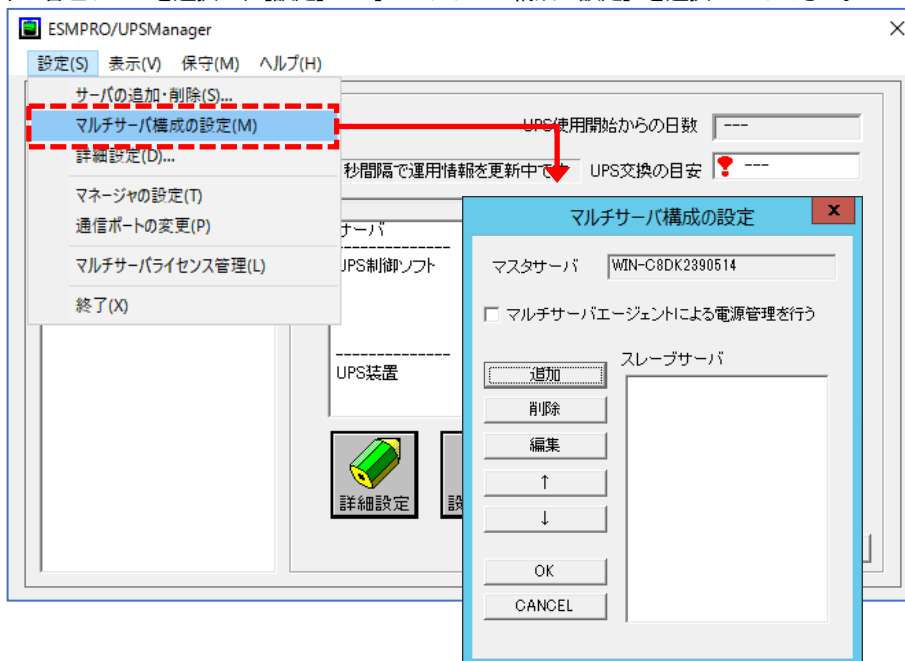 ESMPRO/UPSManager
設定(S) 表示(V) 保守(M) ヘルプ(H)
サーバの追加・削除(S)...
マルチサーバ構成の設定(M)
詳細設定(D)...
マネージャの設定(T)
通信ポートの変更(P)
マルチサーバライセンス管理(L)
終了(X)
UPS使用開始からの日数 ---
秒間隔で運用情報を更新中です UPS交換の目安 ---
サーバ
UPS制御ソフト
UPS装置
詳細設定
マルチサーバ構成の設定 x
マスタサーバ WIN-C8DK2390514
マルチサーバエージェントによる電源管理を行う
スレーブサーバ
追加
削除
編集
↑
↓
OK
CANCEL